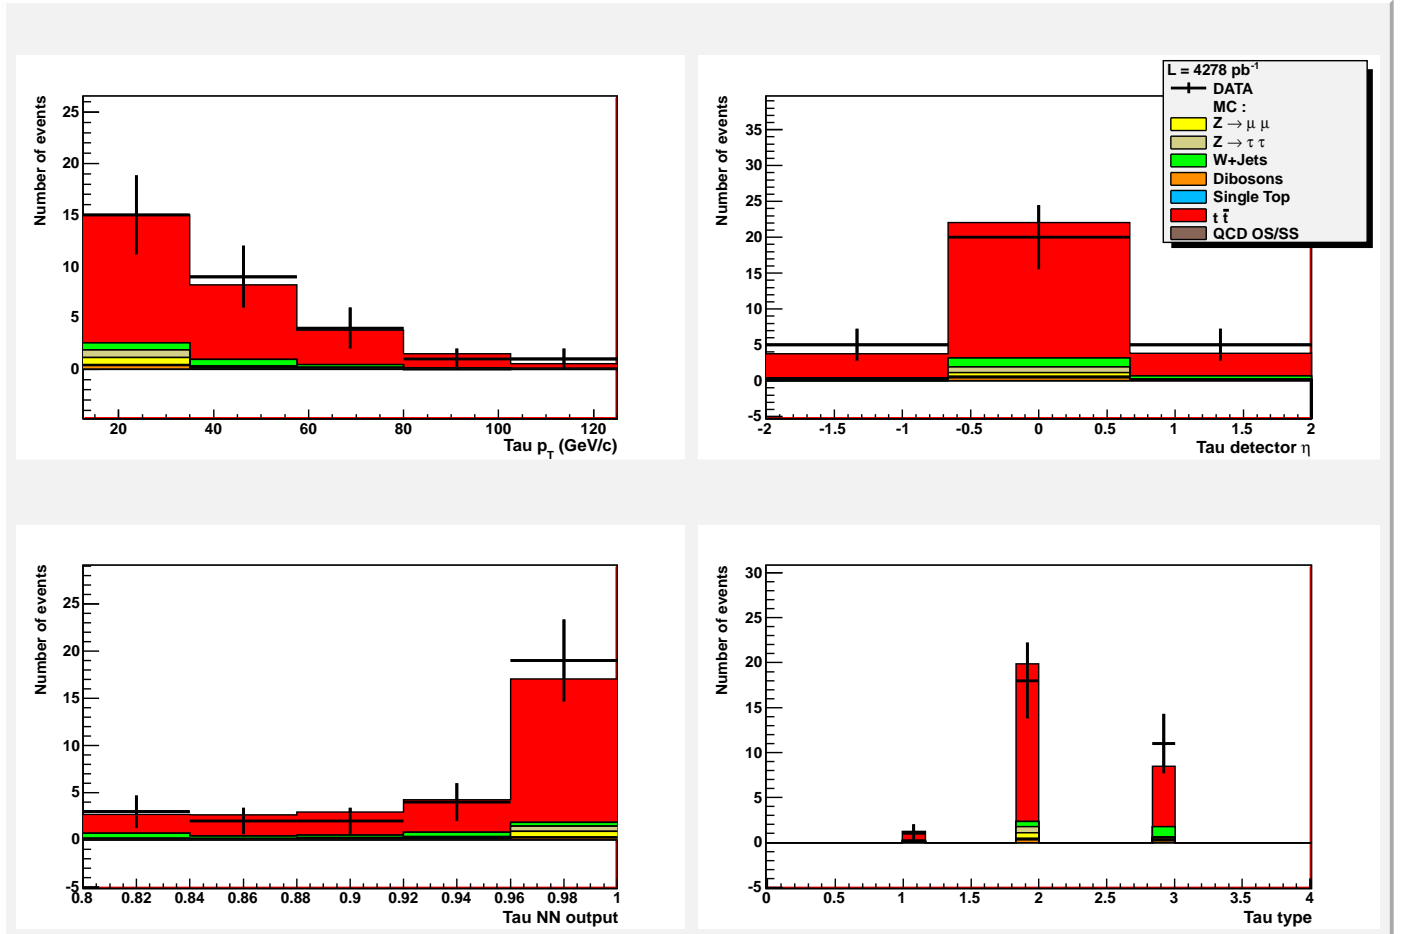 Number of events
25
20
15
10
5
0
20 40 60 80 100 120
Tau p_T (GeV/c)
Number of events
35
30
25
20
15
10
5
0
-5
-2 -1.5 -1 -0.5 0 0.5 1 1.5 2
Tau detector η
L = 4278 pb⁻¹
DATA
MC :
Z → μ μ
Z → τ τ
W+Jets
Dibosons
Single Top
t t̄
QCD OS/SS
Number of events
25
20
15
10
5
0
-5
0.8 0.82 0.84 0.86 0.88 0.9 0.92 0.94 0.96 0.98 1
Tau NN output
Number of events
30
25
20
15
10
5
0
-5
0 0.5 1 1.5 2 2.5 3 3.5 4
Tau type